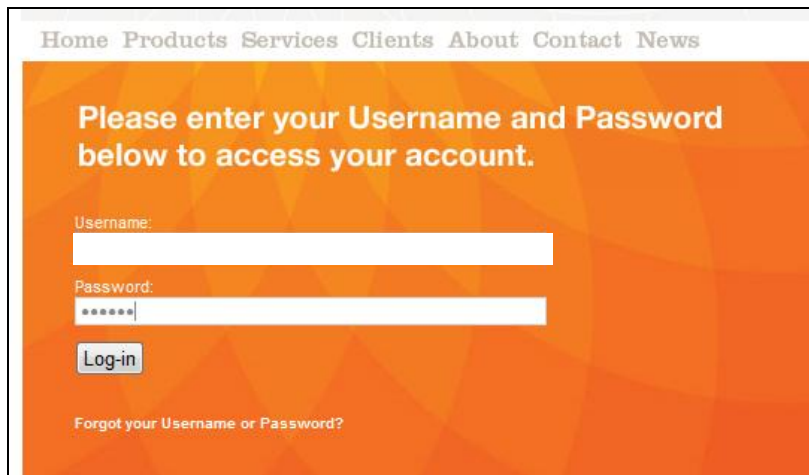 Home Products Services Clients About Contact News
Please enter your Username and Password
below to access your account.
Username:
Password:
••••••
Log-in
Forgot your Username or Password?